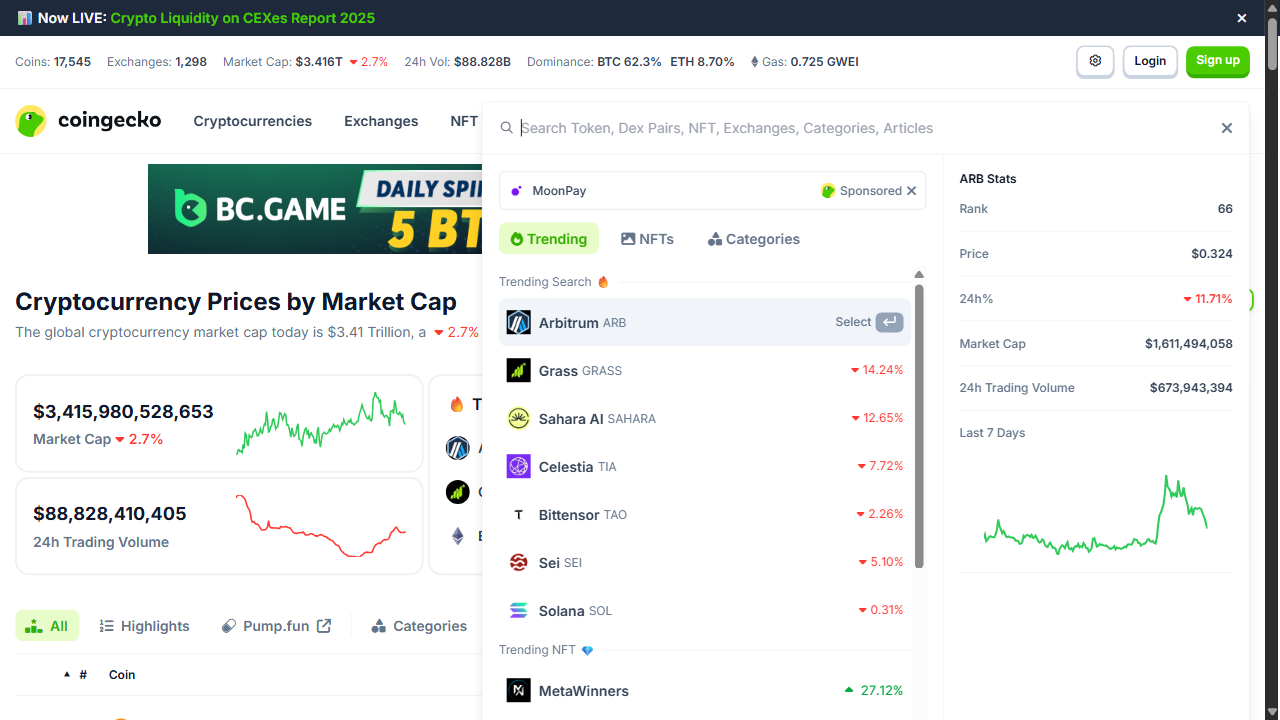 Now LIVE: Crypto Liquidity on CEXes Report 2025
Coins: 17,545 Exchanges: 1,298 Market Cap: $3.416T 2.7% 24h Vol: $88.828B Dominance: BTC 62.3% ETH 8.70% Gas: 0.725 GWEI
Login
Sign up
coingecko
Cryptocurrencies
Exchanges
NFT
Search Token, Dex Pairs, NFT, Exchanges, Categories, Articles
BC.GAME
DAILY SPI
5 BT
Cryptocurrency Prices by Market Cap
The global cryptocurrency market cap today is $3.41 Trillion, a 2.7%
$3,415,980,528,653
Market Cap 2.7%
$88,828,410,405
24h Trading Volume
All
Highlights
Pump.fun
Categories
# Coin
MoonPay
Sponsored
Trending
NFTs
Categories
Trending Search
Arbitrum ARB Select
Grass GRASS 14.24%
Sahara AI SAHARA 12.65%
Celestia TIA 7.72%
T
Bittensor TAO 2.26%
Sei SEI 5.10%
Solana SOL 0.31%
Trending NFT
MetaWinners 27.12%
ARB Stats
Rank 66
Price $0.324
24h% 11.71%
Market Cap $1,611,494,058
24h Trading Volume $673,943,394
Last 7 Days